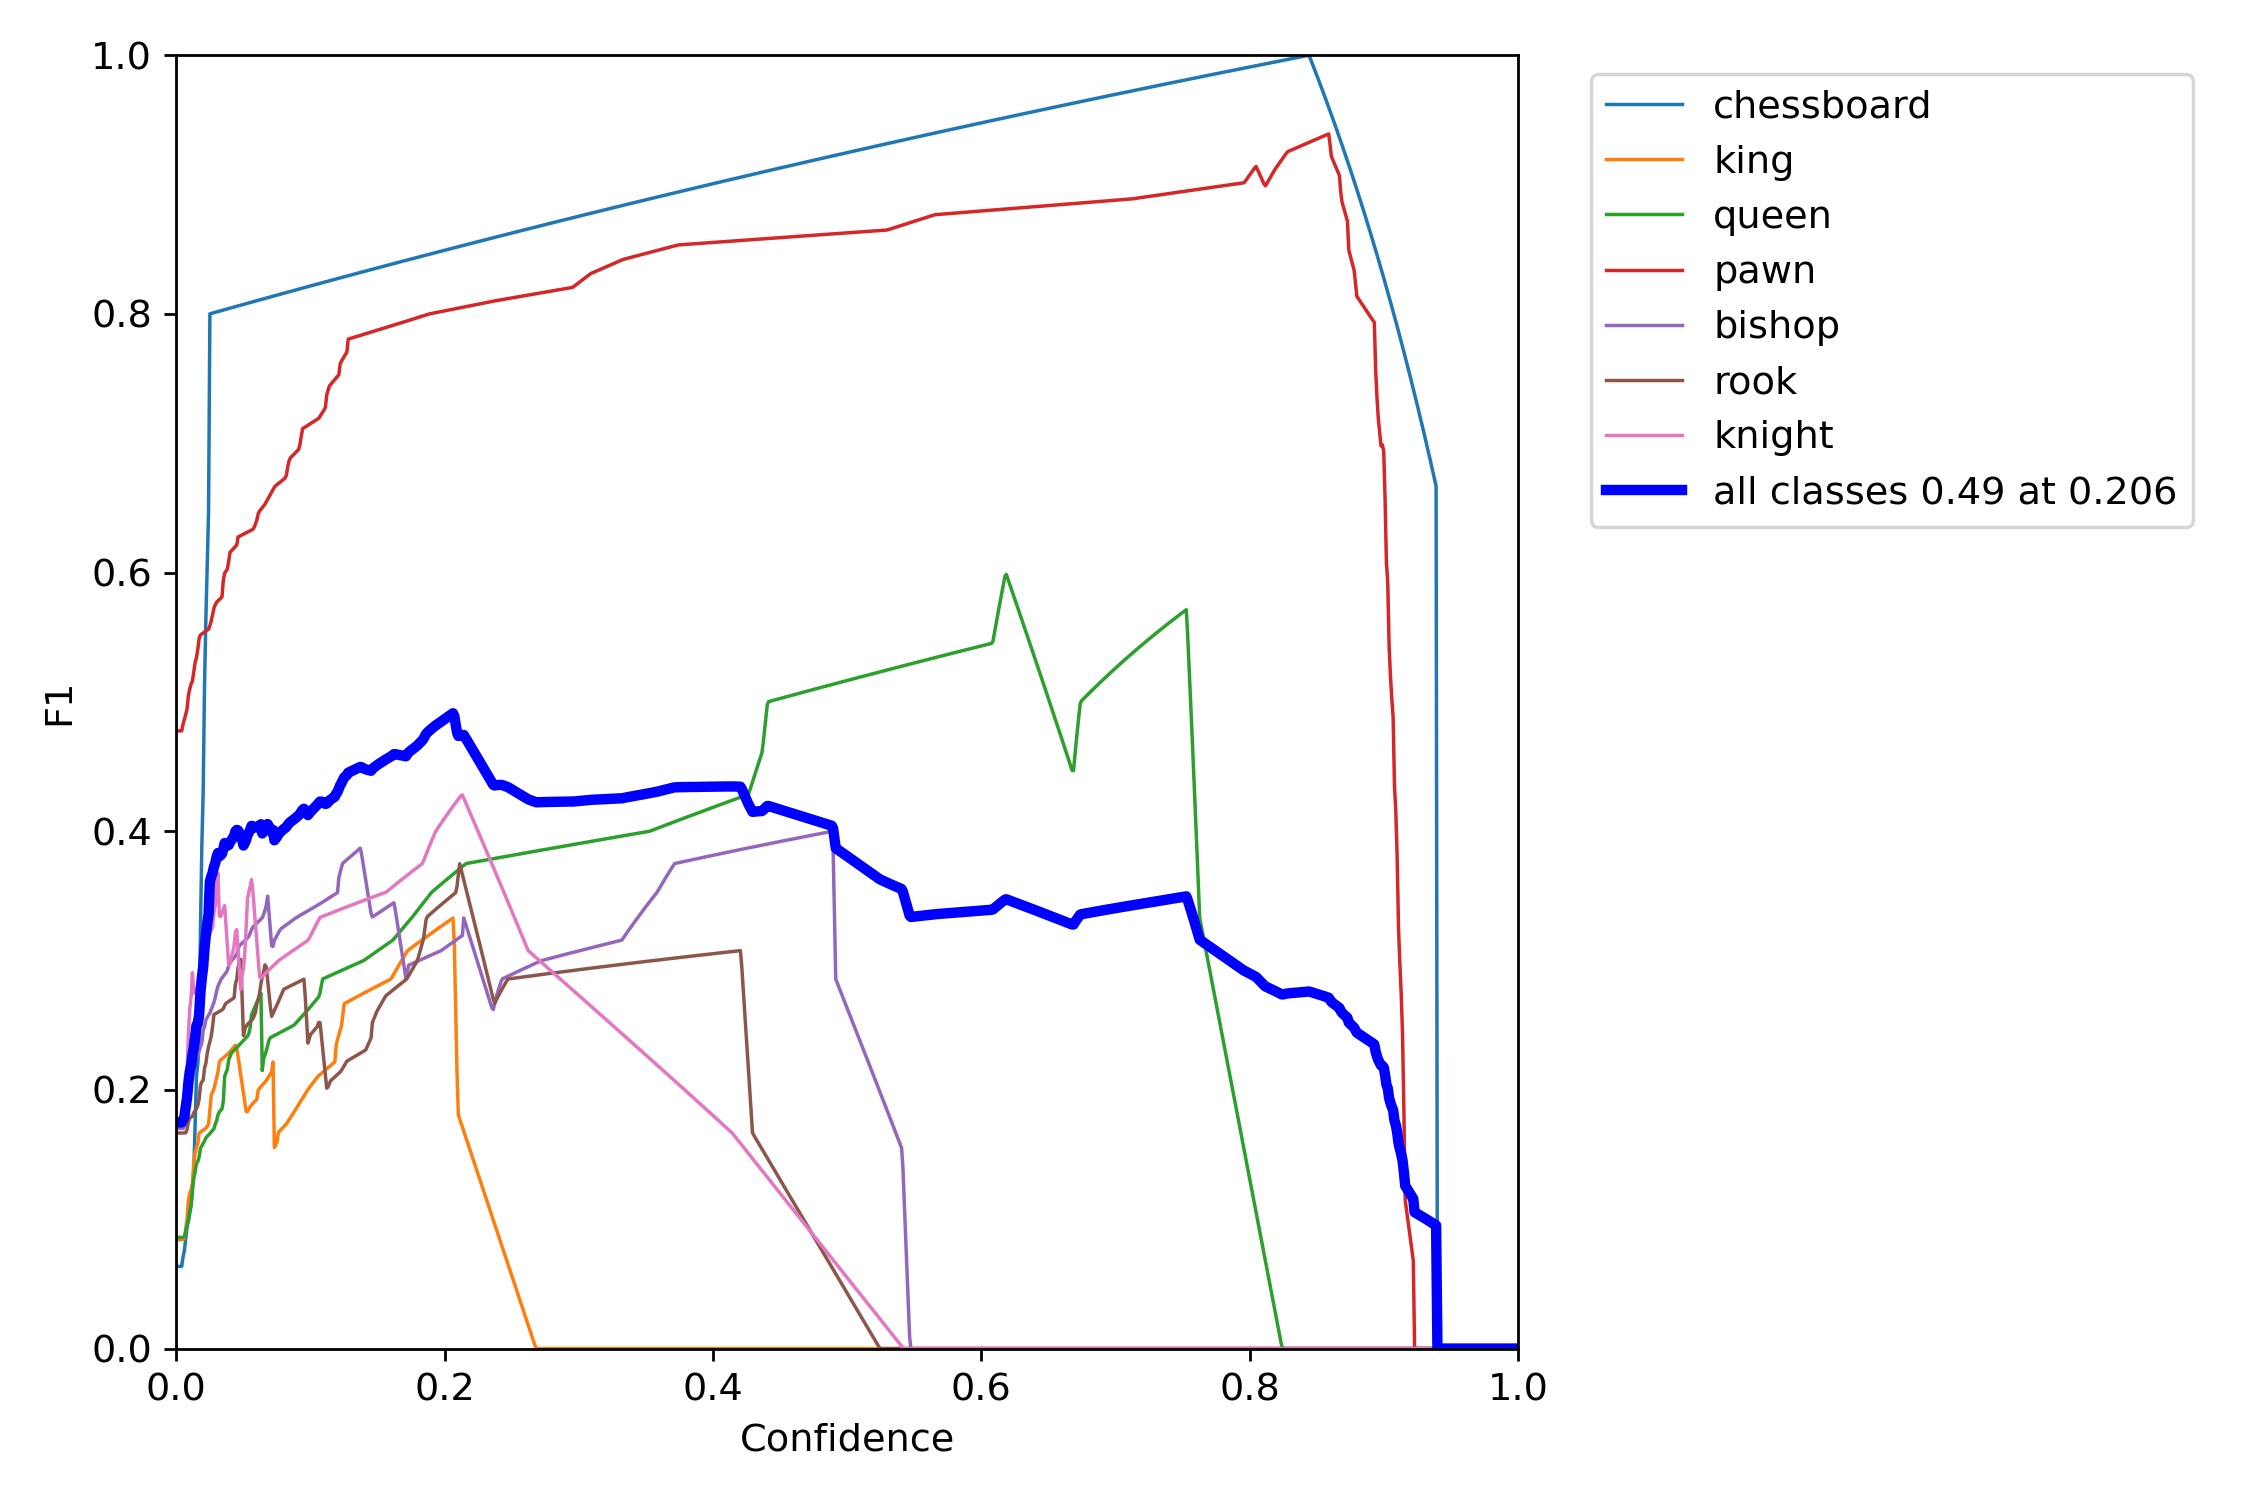 1.0
0.8
0.6
0.4
0.2
0.0
F1
0.0 0.2 0.4 0.6 0.8 1.0
Confidence
chessboard
king
queen
pawn
bishop
rook
knight
all classes 0.49 at 0.206